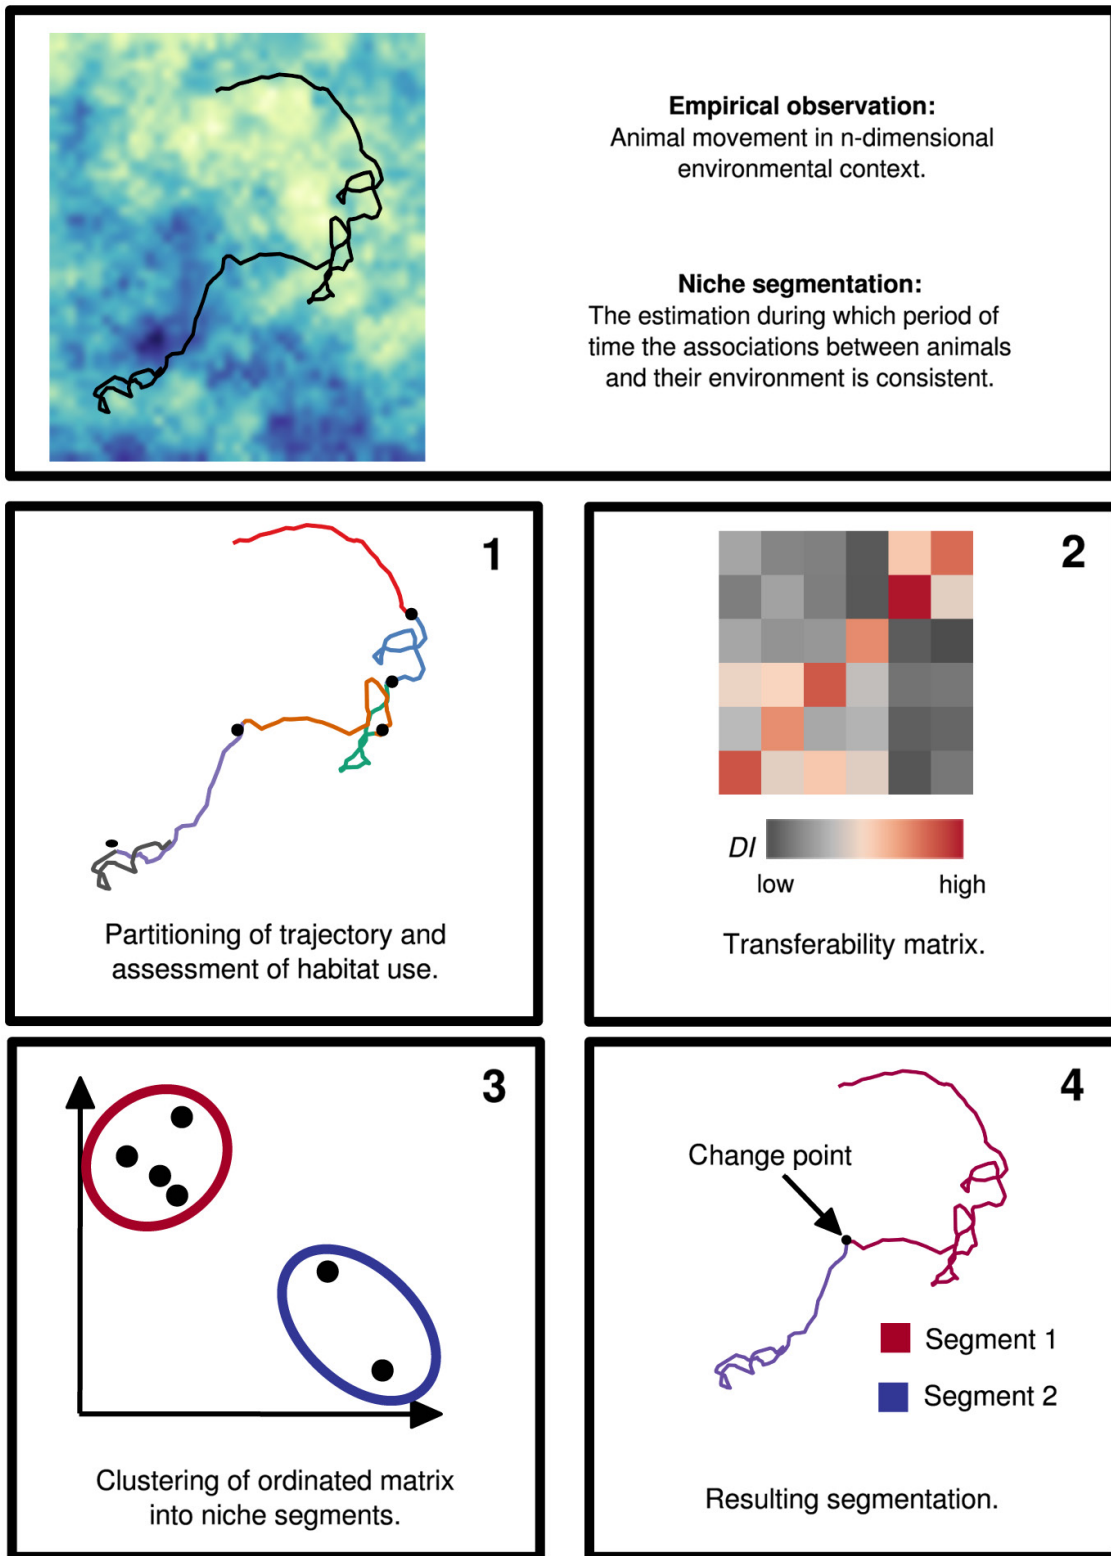 Empirical observation:
Animal movement in n-dimensional
environmental context.
Niche segmentation:
The estimation during which period of
time the associations between animals
and their environment is consistent.
1
Partitioning of trajectory and
assessment of habitat use.
2
DI
low high
Transferability matrix.
3
Clustering of ordinated matrix
into niche segments.
4
Change point
Segment 1
Segment 2
Resulting segmentation.